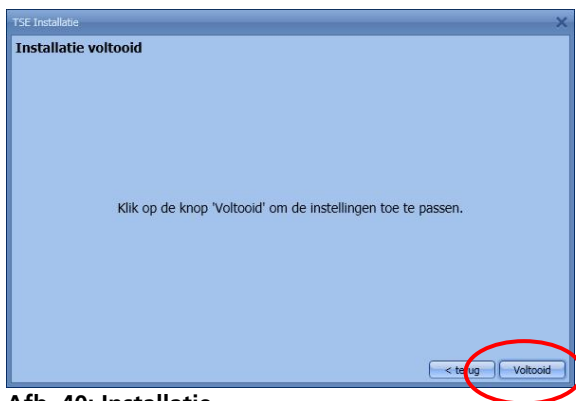 TSE Installatie
Installatie voltooid
Klik op de knop 'Voltooid' om de instellingen toe te passen.
< terug Voltooid
Afb. 40: Installatie